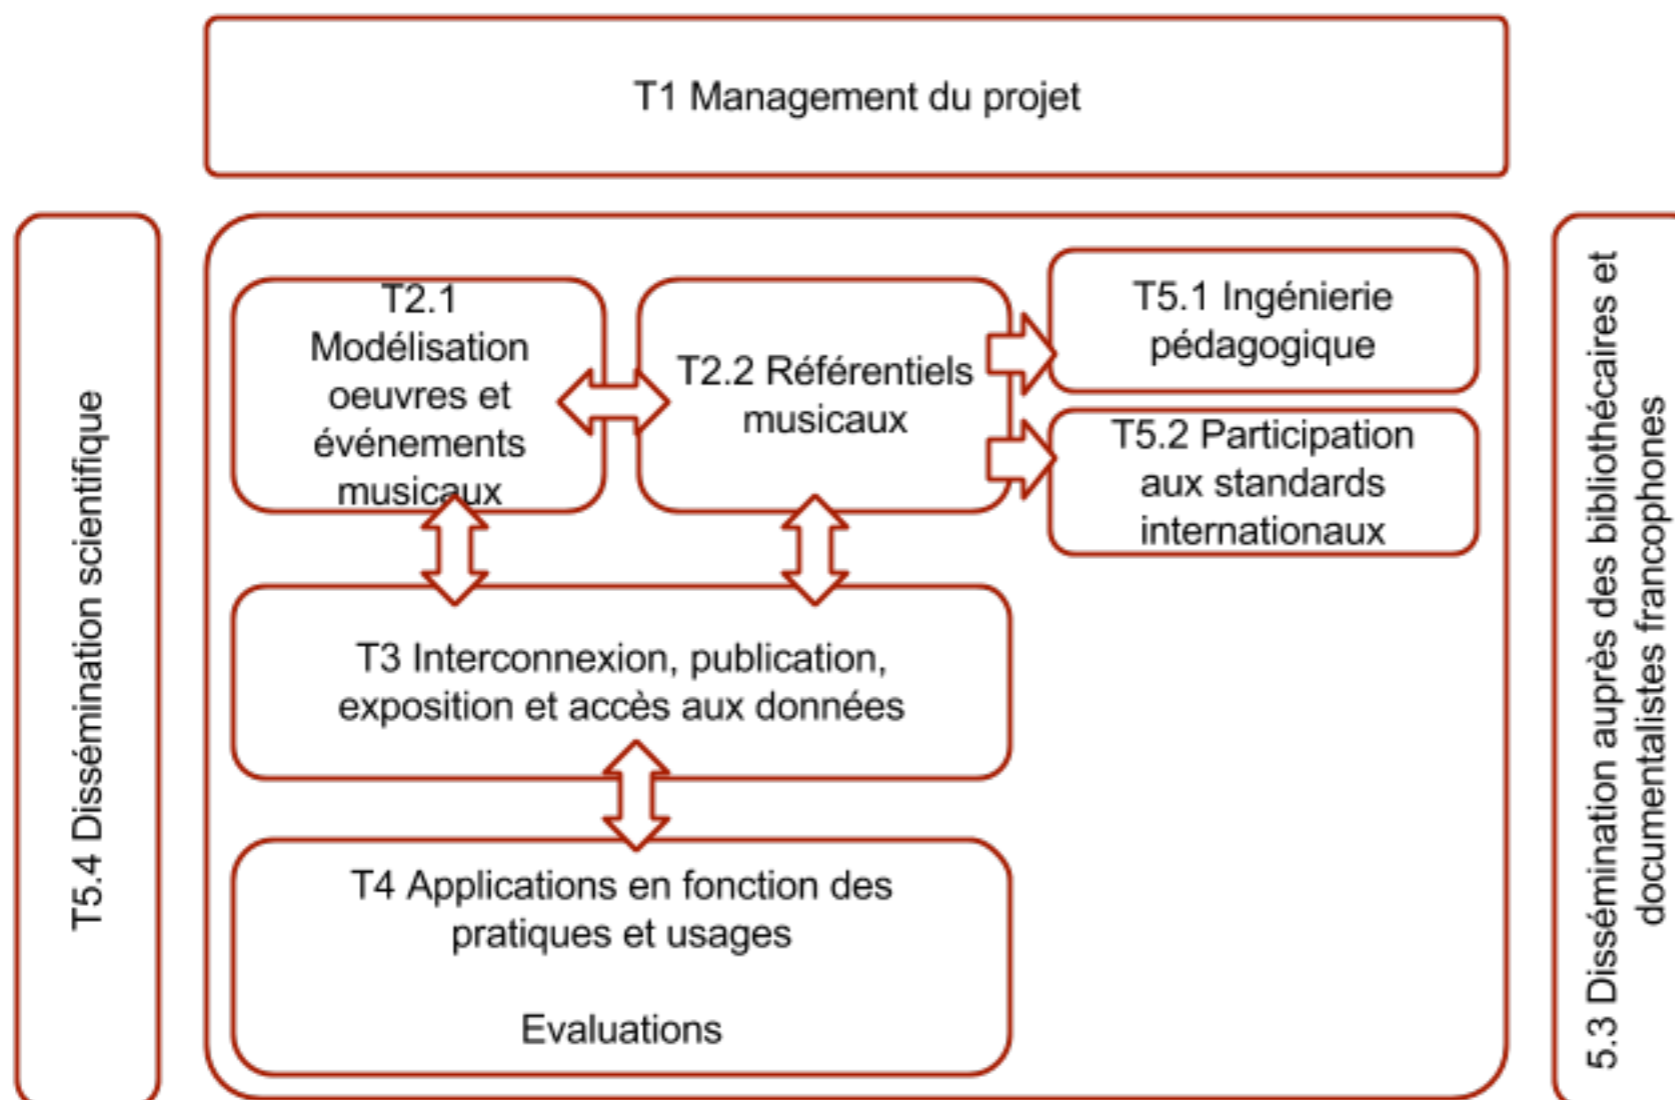 T1 Management du projet
T5.4 Dissémination scientifique
T2.1
Modélisation
oeuvres et
événements
musicaux
T2.2 Référentiels
musicaux
T5.1 Ingénierie
pédagogique
T5.2 Participation
aux standards
internationaux
T3 Interconnexion, publication,
exposition et accès aux données
T4 Applications en fonction des
pratiques et usages
Evaluations
5.3 Dissémination auprès des bibliothécaires et
documentalistes francophones